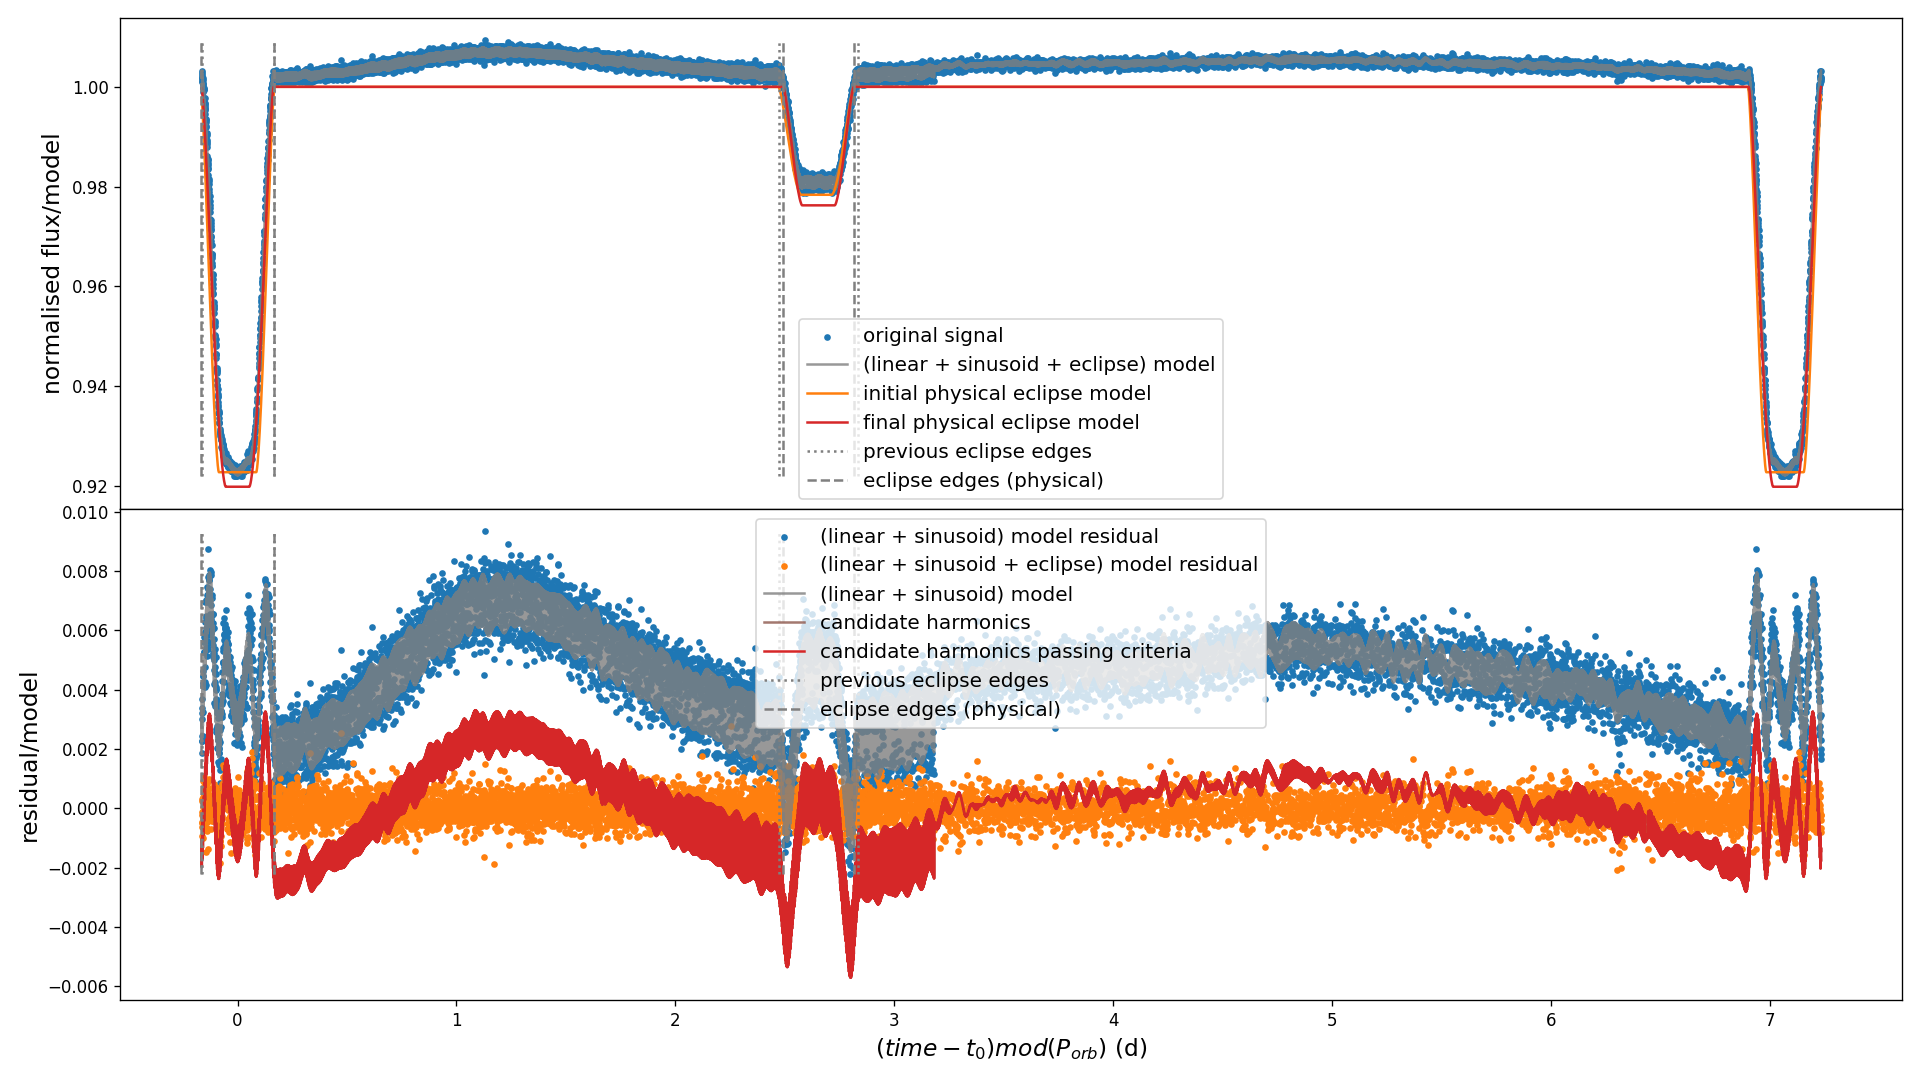 normalised flux/model
1.00
0.98
0.96
0.94
0.92
original signal
(linear + sinusoid + eclipse) model
initial physical eclipse model
final physical eclipse model
previous eclipse edges
eclipse edges (physical)
residual/model
0.010
0.008
0.006
0.004
0.002
0.000
−0.002
−0.004
−0.006
(linear + sinusoid) model residual
(linear + sinusoid + eclipse) model residual
(linear + sinusoid) model
candidate harmonics
candidate harmonics passing criteria
previous eclipse edges
eclipse edges (physical)
0 1 2 3 4 5 6 7
(time − t₀)mod(P_orb) (d)